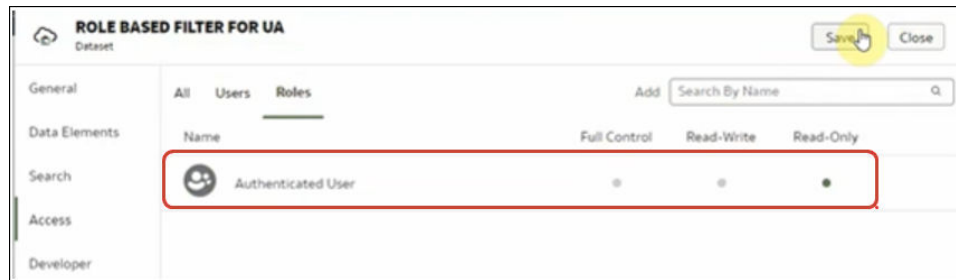 ROLE BASED FILTER FOR UA
Dataset
Save
Close
General
Data Elements
Search
Access
Developer
All Users Roles
Add Search By Name
Name Full Control Read-Write Read-Only
Authenticated User